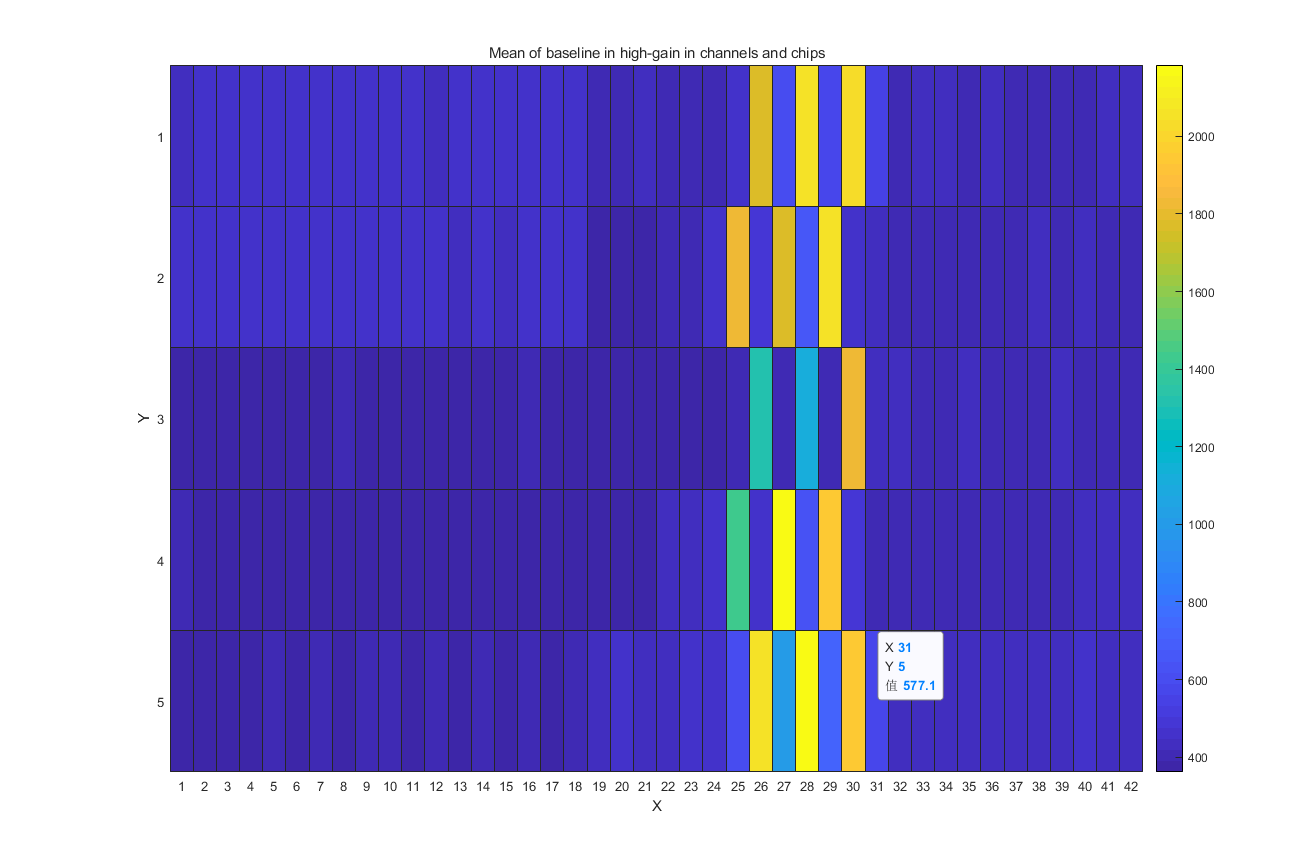 Mean of baseline in high-gain in channels and chips
1
2
3
4
5
Y
1 2 3 4 5 6 7 8 9 10 11 12 13 14 15 16 17 18 19 20 21 22 23 24 25 26 27 28 29 30 31 32 33 34 35 36 37 38 39 40 41 42
X
X 31
Y 5
值 577.1
2000
1800
1600
1400
1200
1000
800
600
400